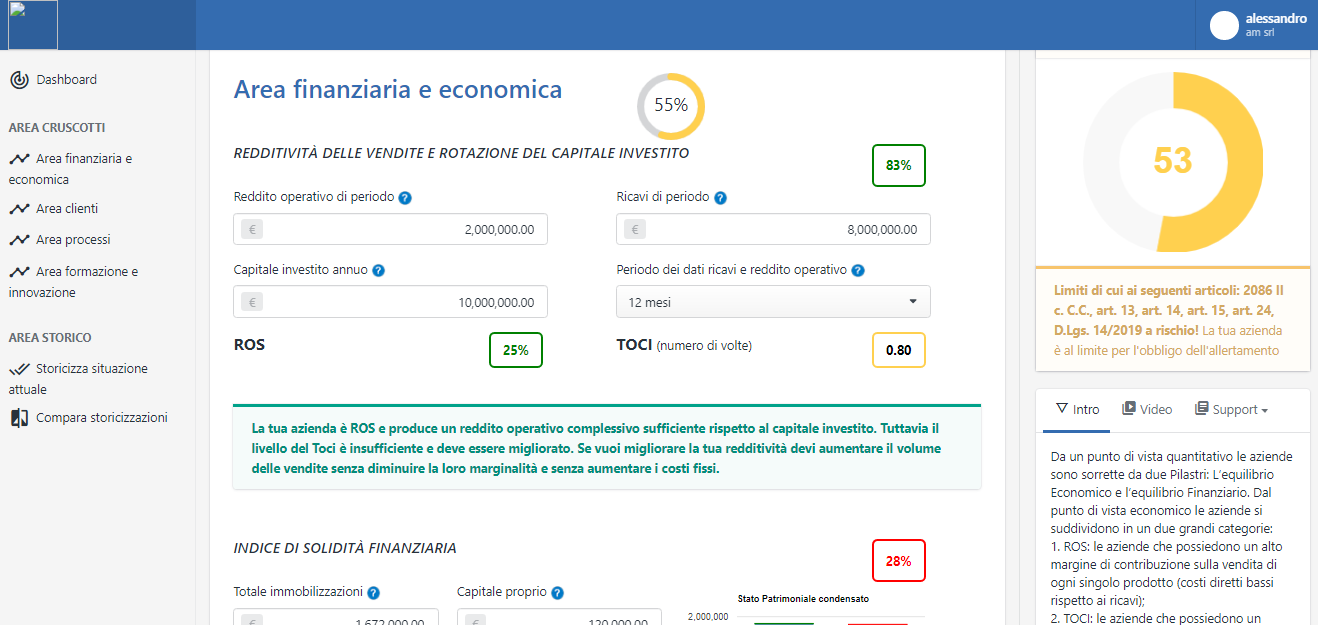 alessandro
am srl
Dashboard
AREA CRUSCOTTI
Area finanziaria e
economica
Area clienti
Area processi
Area formazione e
innovazione
AREA STORICO
Storicizza situazione
attuale
Compara storicizzazioni
Area finanziaria e economica
55%
REDDITIVITÀ DELLE VENDITE E ROTAZIONE DEL CAPITALE INVESTITO
83%
Reddito operativo di periodo ?
€ 2,000,000.00
Ricavi di periodo ?
€ 8,000,000.00
Capitale investito annuo ?
€ 10,000,000.00
Periodo dei dati ricavi e reddito operativo ?
12 mesi
ROS
25%
TOCI (numero di volte)
0.80
La tua azienda è ROS e produce un reddito operativo complessivo sufficiente rispetto al capitale investito. Tuttavia il
livello del Toci è insufficiente e deve essere migliorato. Se vuoi migliorare la tua redditività devi aumentare il volume
delle vendite senza diminuire la loro marginalità e senza aumentare i costi fissi.
INDICE DI SOLIDITÀ FINANZIARIA
28%
Totale immobilizzazioni ?
€ 1,672,000.00
Capitale proprio ?
€ 120,000.00
Stato Patrimoniale condensato
2,000,000
53
Limiti di cui ai seguenti articoli: 2086 II
c. C.C., art. 13, art. 14, art. 15, art. 24,
D.Lgs. 14/2019 a rischio! La tua azienda
è al limite per l'obbligo dell'allertamento
Intro
Video
Support
Da un punto di vista quantitativo le aziende
sono sorrette da due Pilastri: L'equilibrio
Economico e l'equilibrio Finanziario. Dal
punto di vista economico le aziende si
suddividono in un due grandi categorie:
1. ROS: le aziende che possiedono un alto
margine di contribuzione sulla vendita di
ogni singolo prodotto (costi diretti bassi
rispetto ai ricavi);
2. TOCI: le aziende che possiedono un